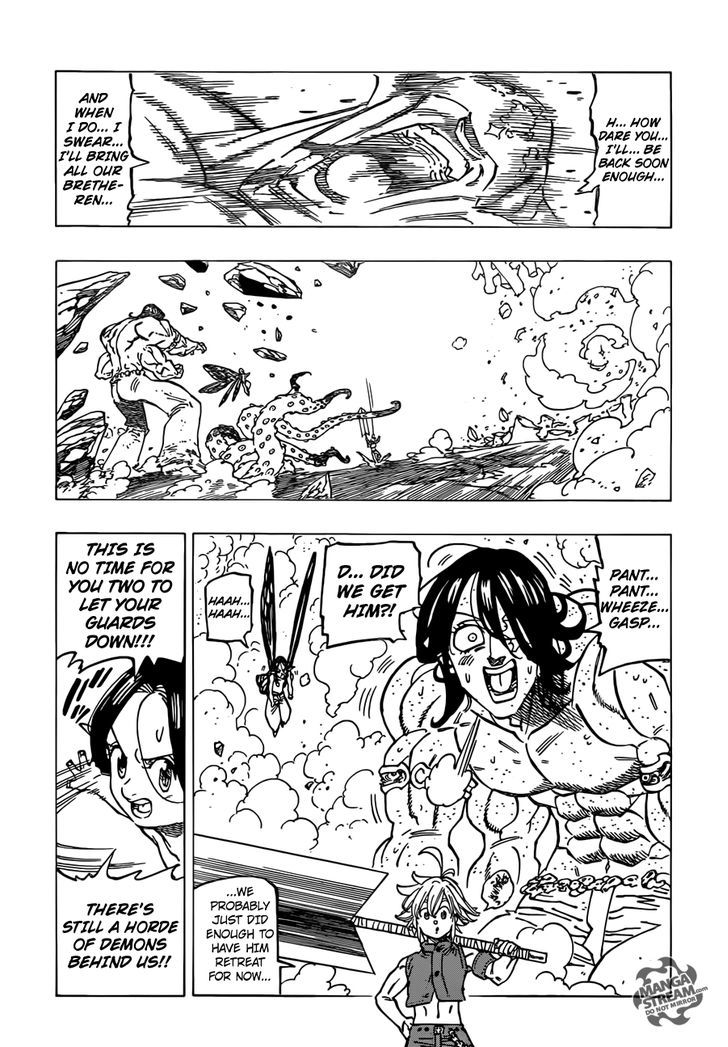 H... HOW
DARE YOU...
I'LL... BE
BACK SOON
ENOUGH...
AND
WHEN
I DO... I
SWEAR...
I'LL BRING
ALL OUR
BRETHE-
REN...
PANT...
PANT...
WHEEZE...
GASP...
D... DID
WE GET
HIM?!
HAAH...
HAAH...
...WE
PROBABLY
JUST DID
ENOUGH TO
HAVE HIM
RETREAT
FOR NOW...
THIS IS
NO TIME FOR
YOU TWO TO
LET YOUR
GUARDS
DOWN!!!
THERE'S
STILL A HORDE
OF DEMONS
BEHIND US!!
MANGA
STREAM.com
DO NOT MIRROR